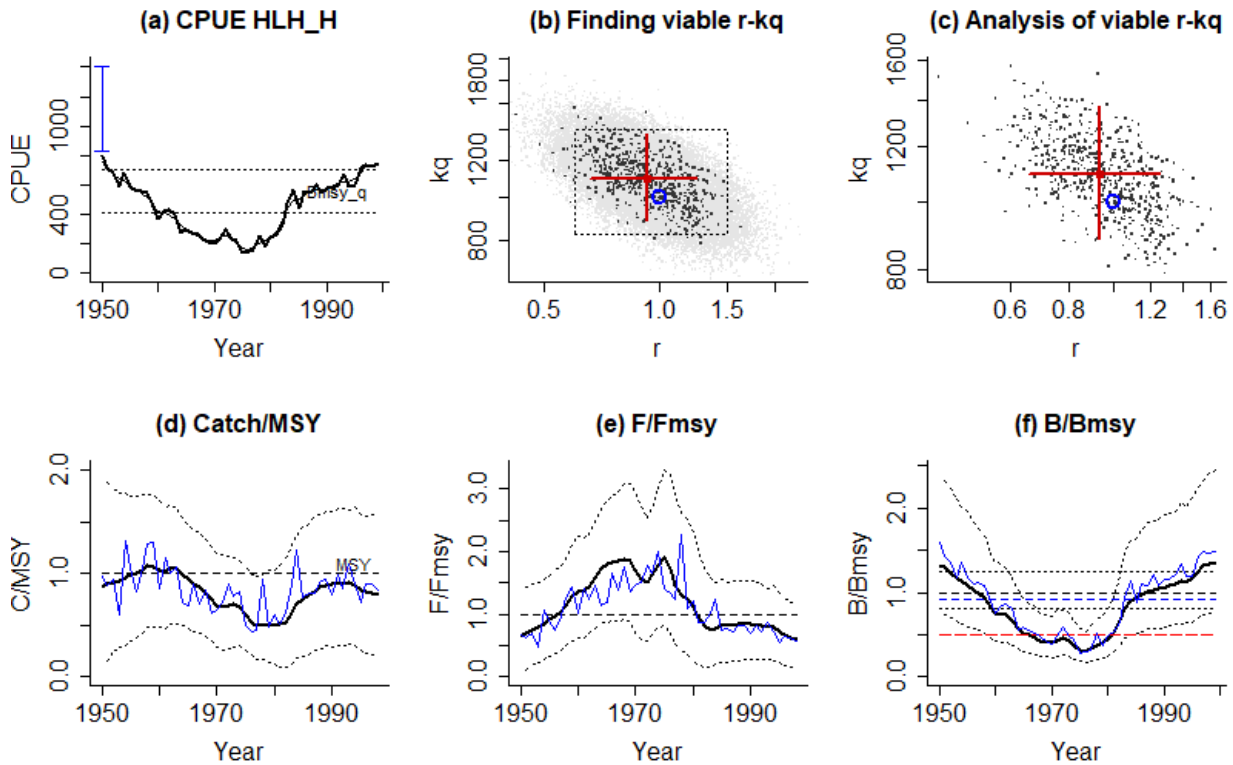 (a) CPUE HLH_H
(b) Finding viable r-kq
(c) Analysis of viable r-kq
CPUE
0
400
1000
Bmsy_q
1950
1970
1990
Year
kq
800
1200
1800
0.5
1.0
1.5
r
kq
800
1200
1600
0.6
0.8
1.2
1.6
r
(d) Catch/MSY
(e) F/Fmsy
(f) B/Bmsy
C/MSY
0.0
1.0
2.0
MSY
1950
1970
1990
Year
F/Fmsy
0.0
1.0
2.0
3.0
1950
1970
1990
Year
B/Bmsy
0.0
1.0
2.0
1950
1970
1990
Year